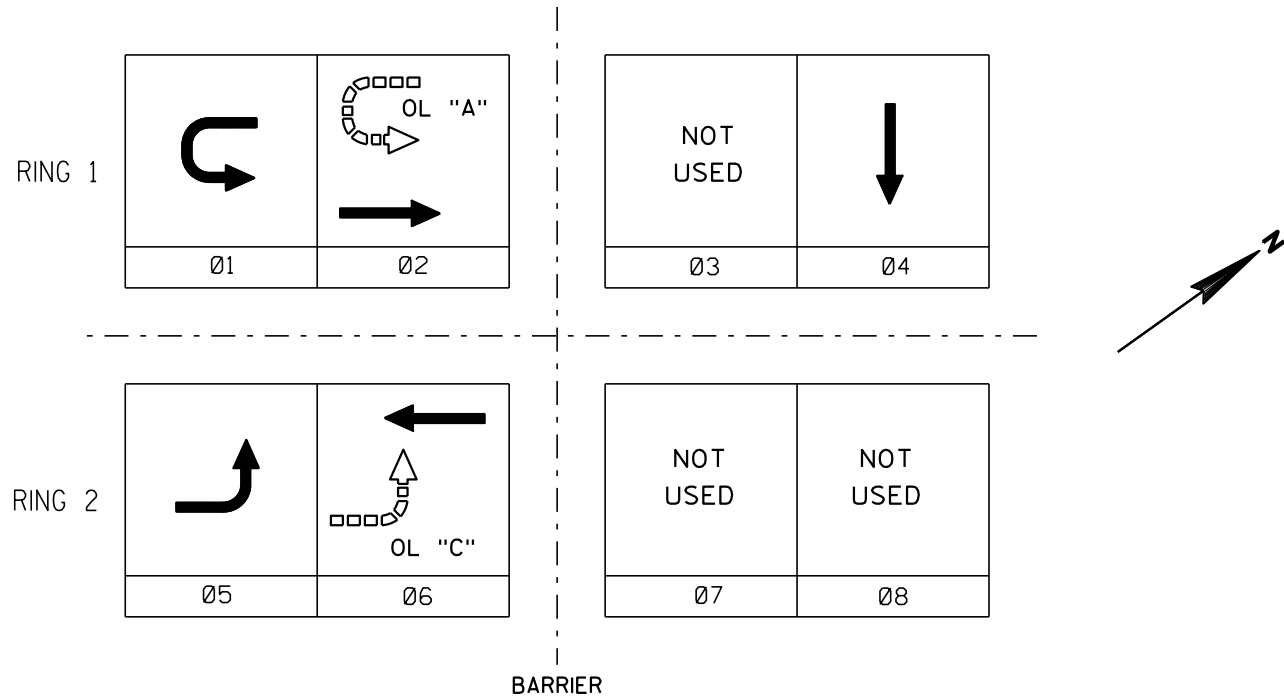 RING 1
OL "A"
NOT
USED
Ø1
Ø2
Ø3
Ø4
N
RING 2
OL "C"
NOT
USED
NOT
USED
Ø5
Ø6
Ø7
Ø8
BARRIER